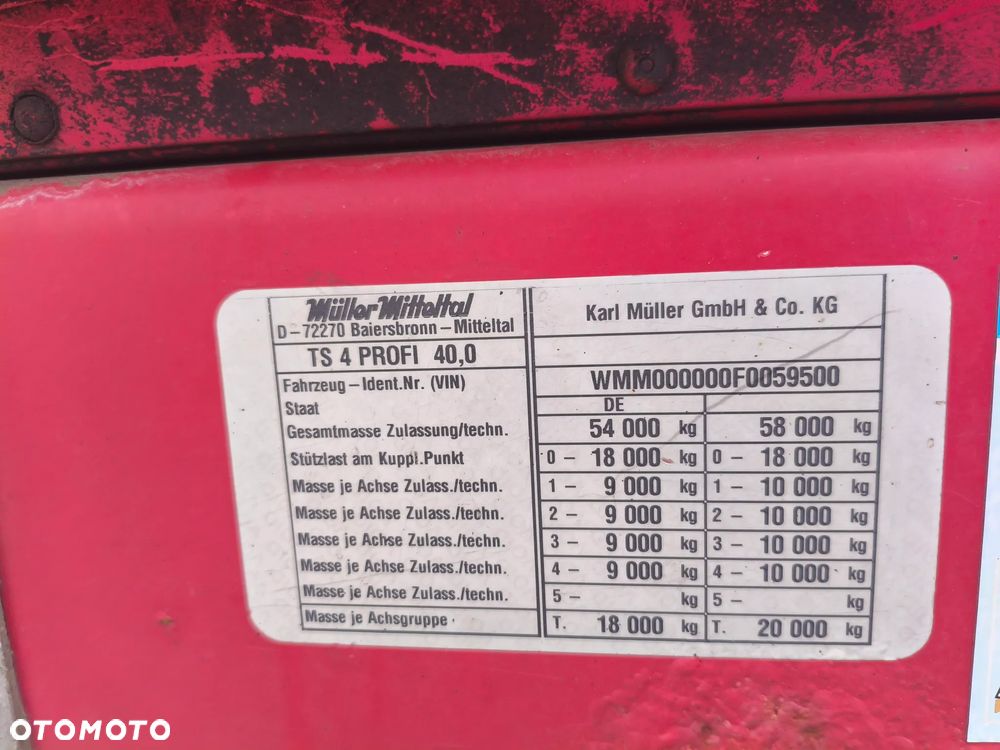 Müller Mitteltal
D-72270 Baiersbronn-Mitteltal
Karl Müller GmbH & Co. KG
TS 4 PROFI 40,0
Fahrzeug-Ident.Nr. (VIN) WMM000000F0059500
Staat DE
Gesamtmasse Zulassung/techn. 54 000 kg 58 000 kg
Stützlast am Kuppl.Punkt 0- 18 000 kg 0- 18 000 kg
Masse je Achse Zulass./techn. 1- 9 000 kg 1- 10 000 kg
Masse je Achse Zulass./techn. 2- 9 000 kg 2- 10 000 kg
Masse je Achse Zulass./techn. 3- 9 000 kg 3- 10 000 kg
Masse je Achse Zulass./techn. 4- 9 000 kg 4- 10 000 kg
Masse je Achse Zulass./techn. 5- kg 5- kg
Masse je Achsgruppe T. 18 000 kg T. 20 000 kg
OTOMOTO